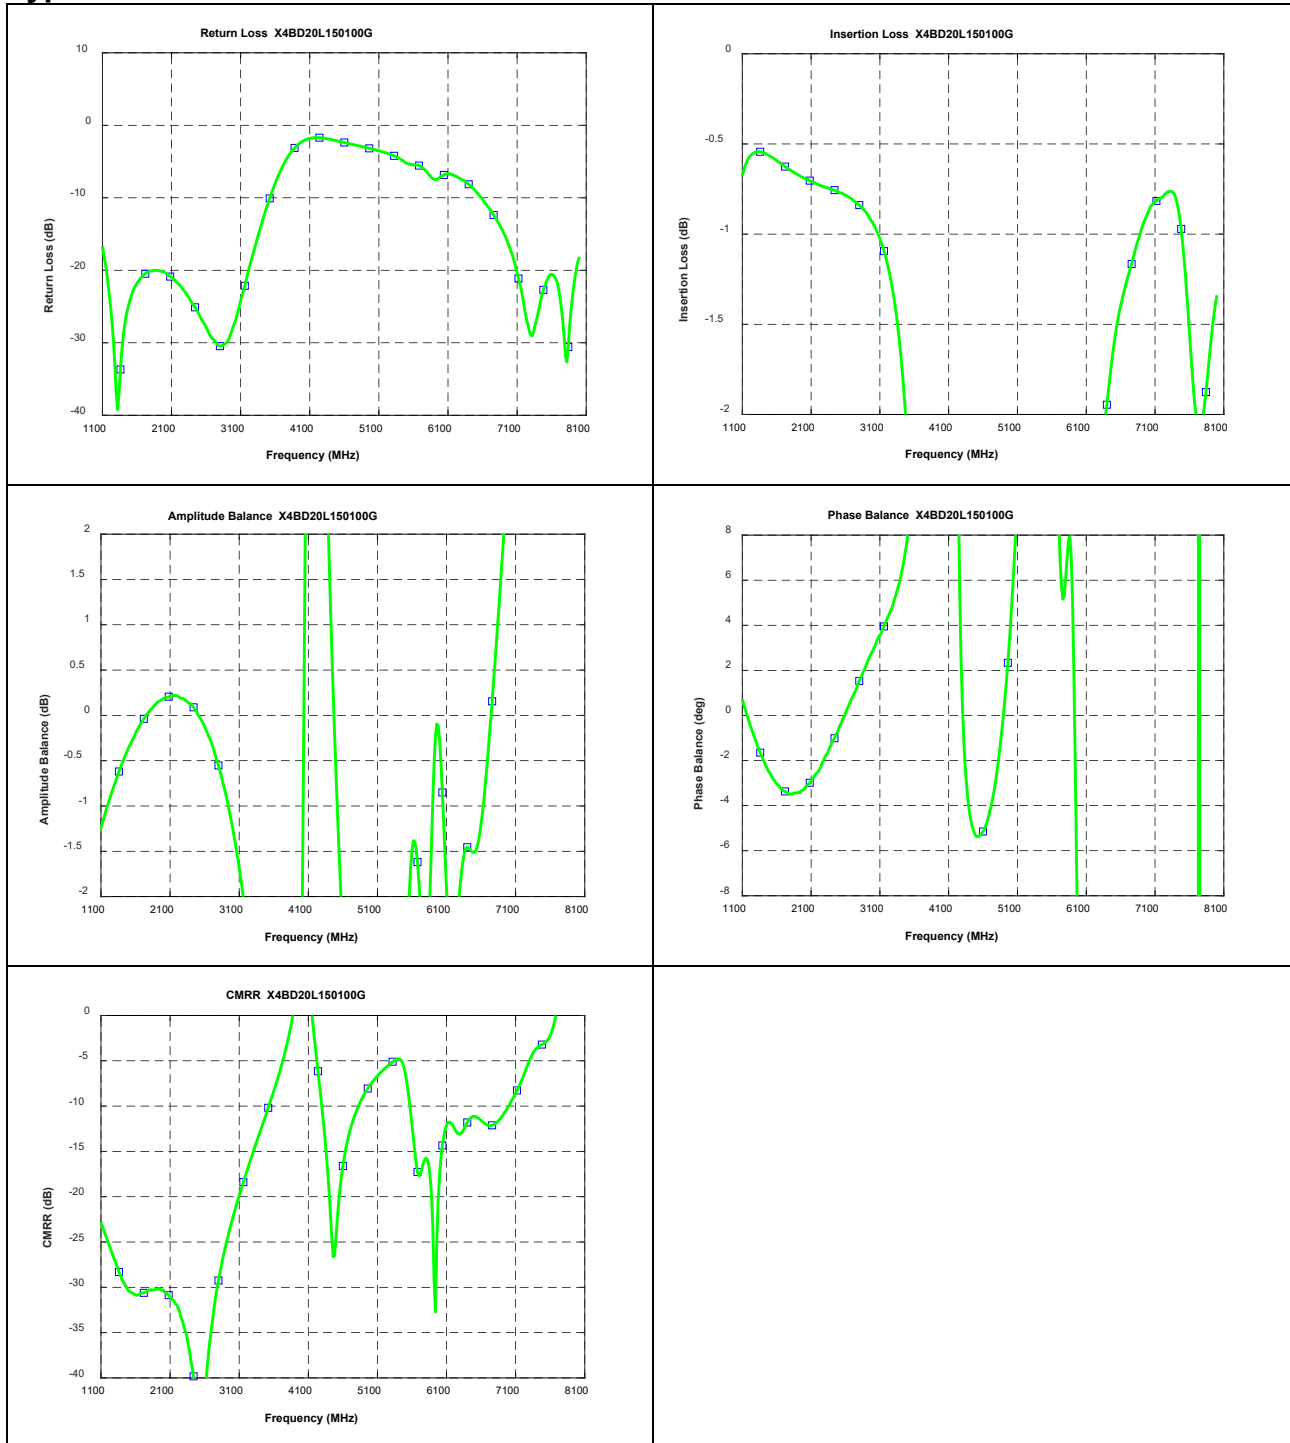 Return Loss X4BD20L150100G
10
0
-10
-20
-30
-40
Return Loss (dB)
1100 2100 3100 4100 5100 6100 7100 8100
Frequency (MHz)
Insertion Loss X4BD20L150100G
0
-0.5
-1
-1.5
-2
Insertion Loss (dB)
1100 2100 3100 4100 5100 6100 7100 8100
Frequency (MHz)
Amplitude Balance X4BD20L150100G
2
1.5
1
0.5
0
-0.5
-1
-1.5
-2
Amplitude Balance (dB)
1100 2100 3100 4100 5100 6100 7100 8100
Frequency (MHz)
Phase Balance X4BD20L150100G
8
6
4
2
0
-2
-4
-6
-8
Phase Balance (deg)
1100 2100 3100 4100 5100 6100 7100 8100
Frequency (MHz)
CMRR X4BD20L150100G
0
-5
-10
-15
-20
-25
-30
-35
-40
CMRR (dB)
1100 2100 3100 4100 5100 6100 7100 8100
Frequency (MHz)